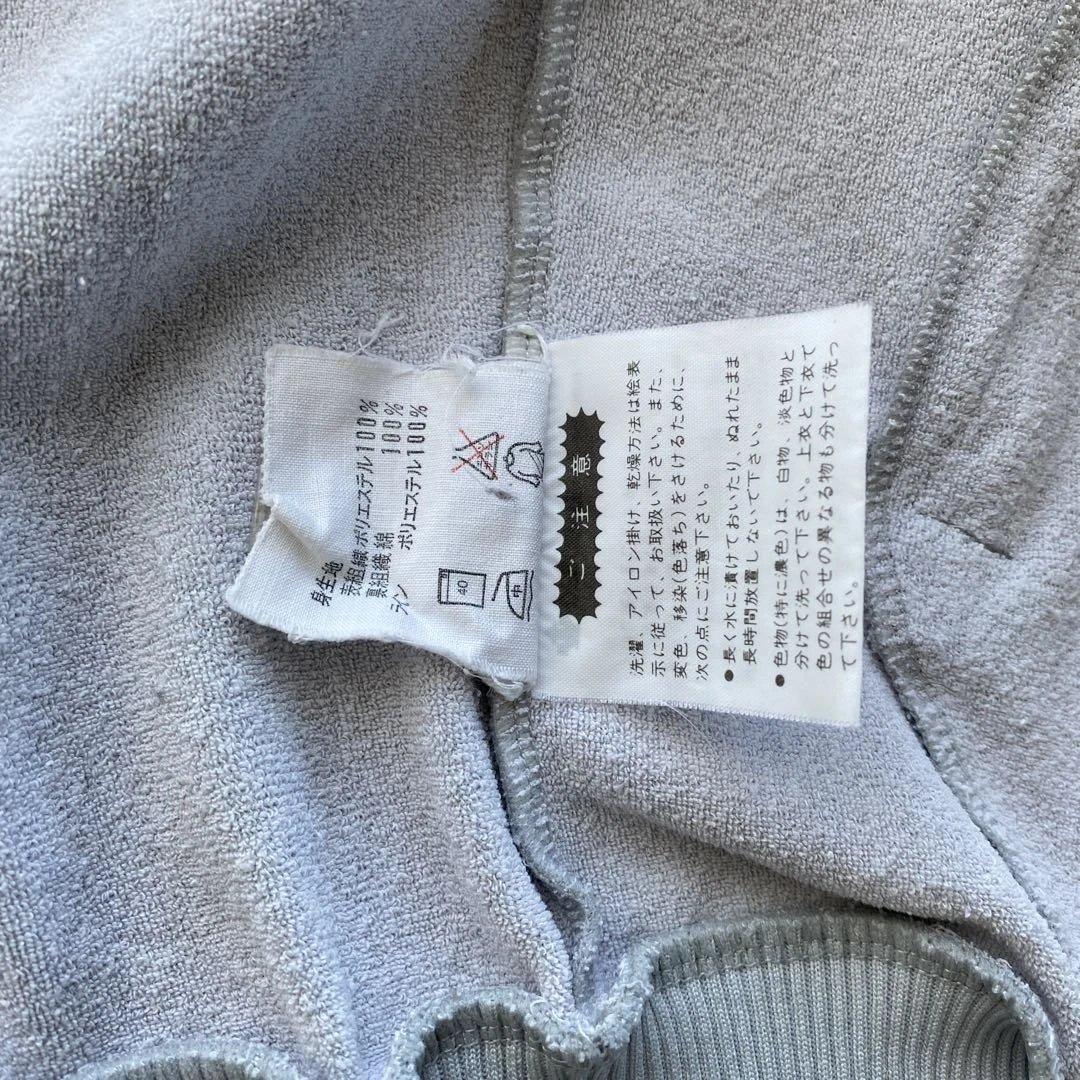 身生地
表組織ポリエステル100%
裏組織綿 100%
ライン ポリエステル100%
40
中
ご注意
洗濯、アイロン掛け、乾燥方法は絵表
示に従って、お取扱い下さい。また、
変色、移染(色落ち)をさけるために、
次の点にご注意下さい。
●長く水に漬けておいたり、ぬれたまま
長時間放置しないで下さい。
●色物(特に濃色)は、白物、淡色物と
分けて洗って下さい。上衣と下衣で
色の組合せの異なる物も分けて洗っ
て下さい。